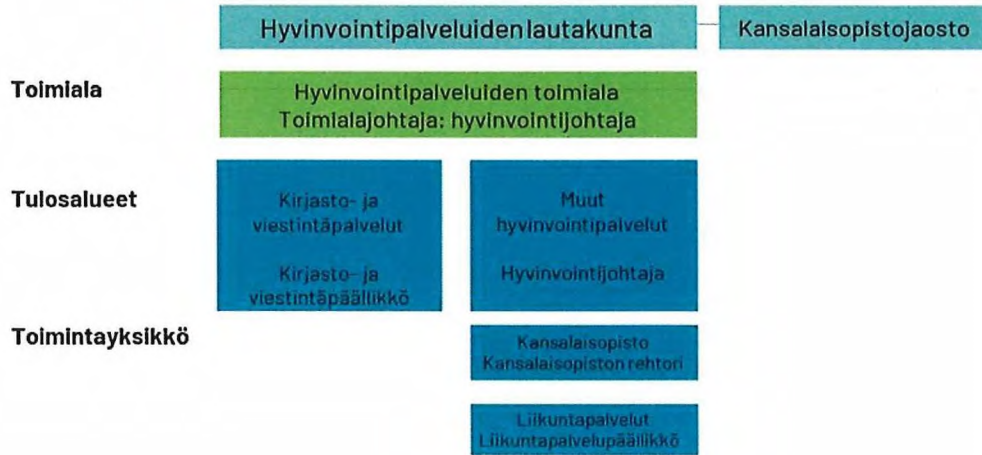 Hyvinvointipalveluiden lautakunta
Kansalaisopistojaosto
Toimiala
Hyvinvointipalveluiden toimiala
Toimialajohtaja: hyvinvointijohtaja
Tulosalueet
Kirjasto- ja
viestintäpalvelut
Kirjasto- ja
viestintäpäällikkö
Muut
hyvinvointipalvelut
Hyvinvointijohtaja
Toimintayksikkö
Kansalaisopisto
Kansalaisopiston rehtori
Liikuntapalvelut
Liikuntapalvelupäällikkö